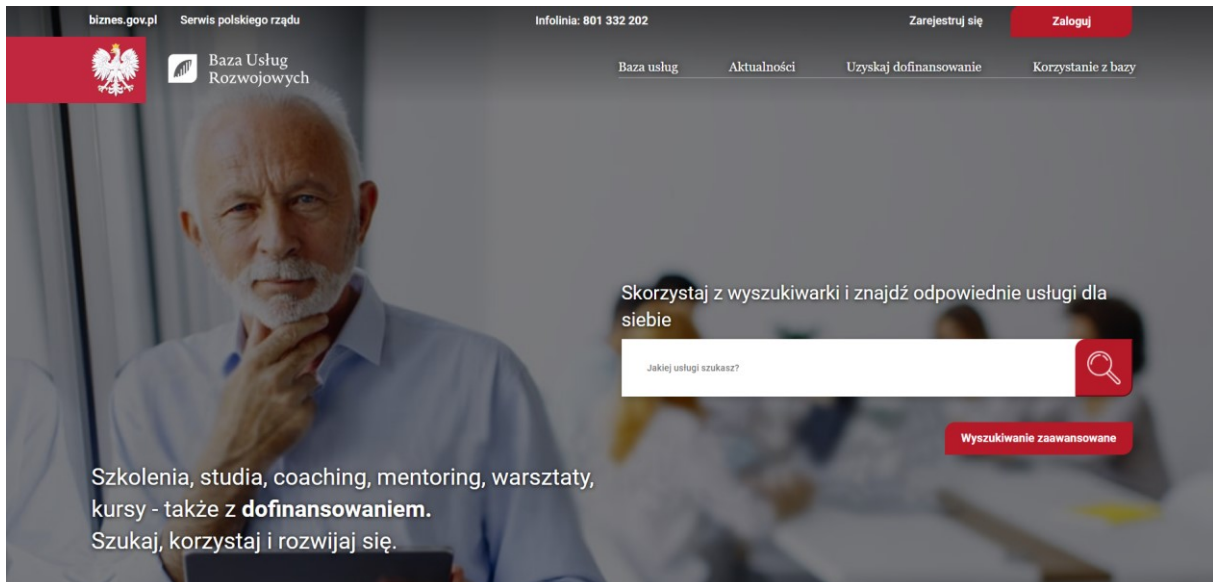 biznes.gov.pl Serwis polskiego rządu Infolinia: 801 332 202 Zarejestruj się Zaloguj
Baza Usług
Rozwojowych
Baza usług Aktualności Uzyskaj dofinansowanie Korzystanie z bazy
Skorzystaj z wyszukiwarki i znajdź odpowiednie usługi dla
siebie
Jakiej usługi szukasz?
Wyszukiwanie zaawansowane
Szkolenia, studia, coaching, mentoring, warsztaty,
kursy - także z dofinansowaniem.
Szukaj, korzystaj i rozwijaj się.